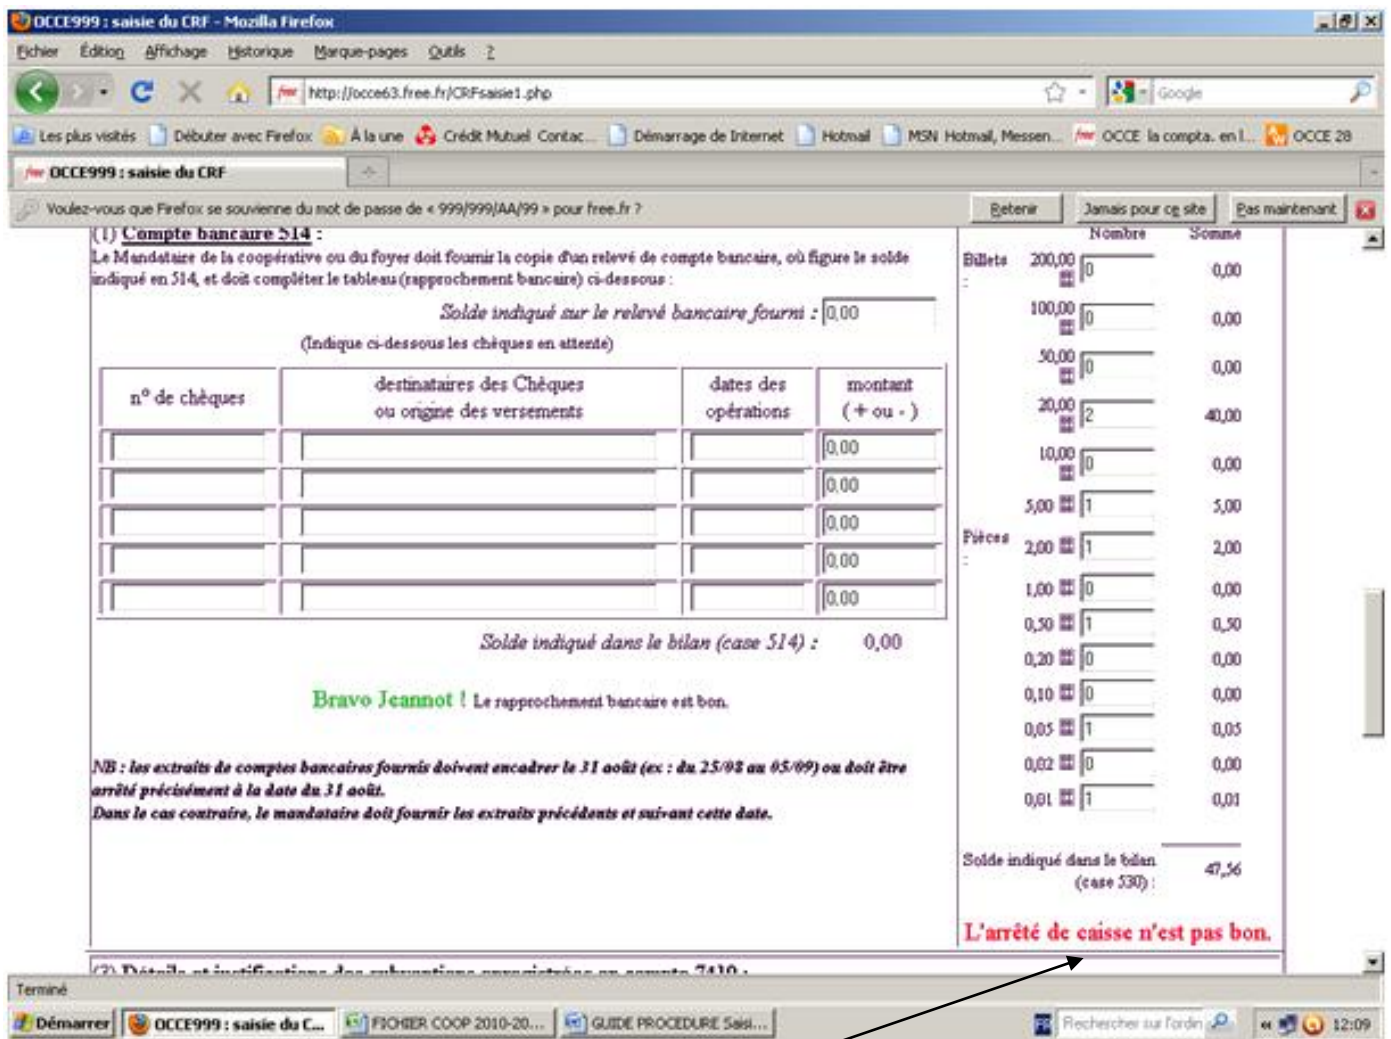 OCCE999 : saisie du CRF - Mozilla Firefox
Fichier Édition Affichage Historique Marque-pages Outils ?
http://occe63.free.fr/CRFsaisie1.php
Google
Les plus visités Débuter avec Firefox À la une Crédit Mutuel Contac... Démarrage de Internet Hotmail MSN Hotmail, Messen... OCCE la compta. en l... OCCE 28
OCCE999 : saisie du CRF
Voulez-vous que Firefox se souvienne du mot de passe de « 999/999/AA/99 » pour free.fr ? Retenir Jamais pour ce site Pas maintenant
(1) Compte bancaire 514 :
Le Mandataire de la coopérative ou du foyer doit fournir la copie d'un relevé de compte bancaire, où figure le solde
indiqué en 514, et doit compléter le tableau (rapprochement bancaire) ci-dessous :
Solde indiqué sur le relevé bancaire fourni : 0,00
(Indique ci-dessous les chèques en attente)
n° de chèques
destinataires des Chèques
ou origine des versements
dates des
opérations
montant
( + ou - )
0.00
0.00
0.00
0.00
0.00
Solde indiqué dans le bilan (case 514) : 0,00
Bravo Jeannot ! Le rapprochement bancaire est bon.
NB : les extraits de comptes bancaires fournis doivent encadrer le 31 août (ex : du 25/08 au 05/09) ou doit être
arrêté précisément à la date du 31 août.
Dans le cas contraire, le mandataire doit fournir les extraits précédents et suivant cette date.
Nombre Somme
Billets : 200,00 0 0,00
100,00 0 0,00
50,00 0 0,00
20,00 2 40,00
10,00 0 0,00
5,00 1 5,00
Pièces : 2,00 1 2,00
1,00 0 0,00
0,50 1 0,50
0,20 0 0,00
0,10 0 0,00
0,05 1 0,05
0,02 0 0,00
0,01 1 0,01
Solde indiqué dans le bilan
(case 530) : 47,56
L'arrêté de caisse n'est pas bon.
(2) Détails et justifications des subventions enregistrées en compte 7410 :
Terminé
Démarrer OCCE999 : saisie du C... FICHIER COOP 2010-20... GUIDE PROCEDURE Saisi... Rechercher sur l'ordin « 12:09